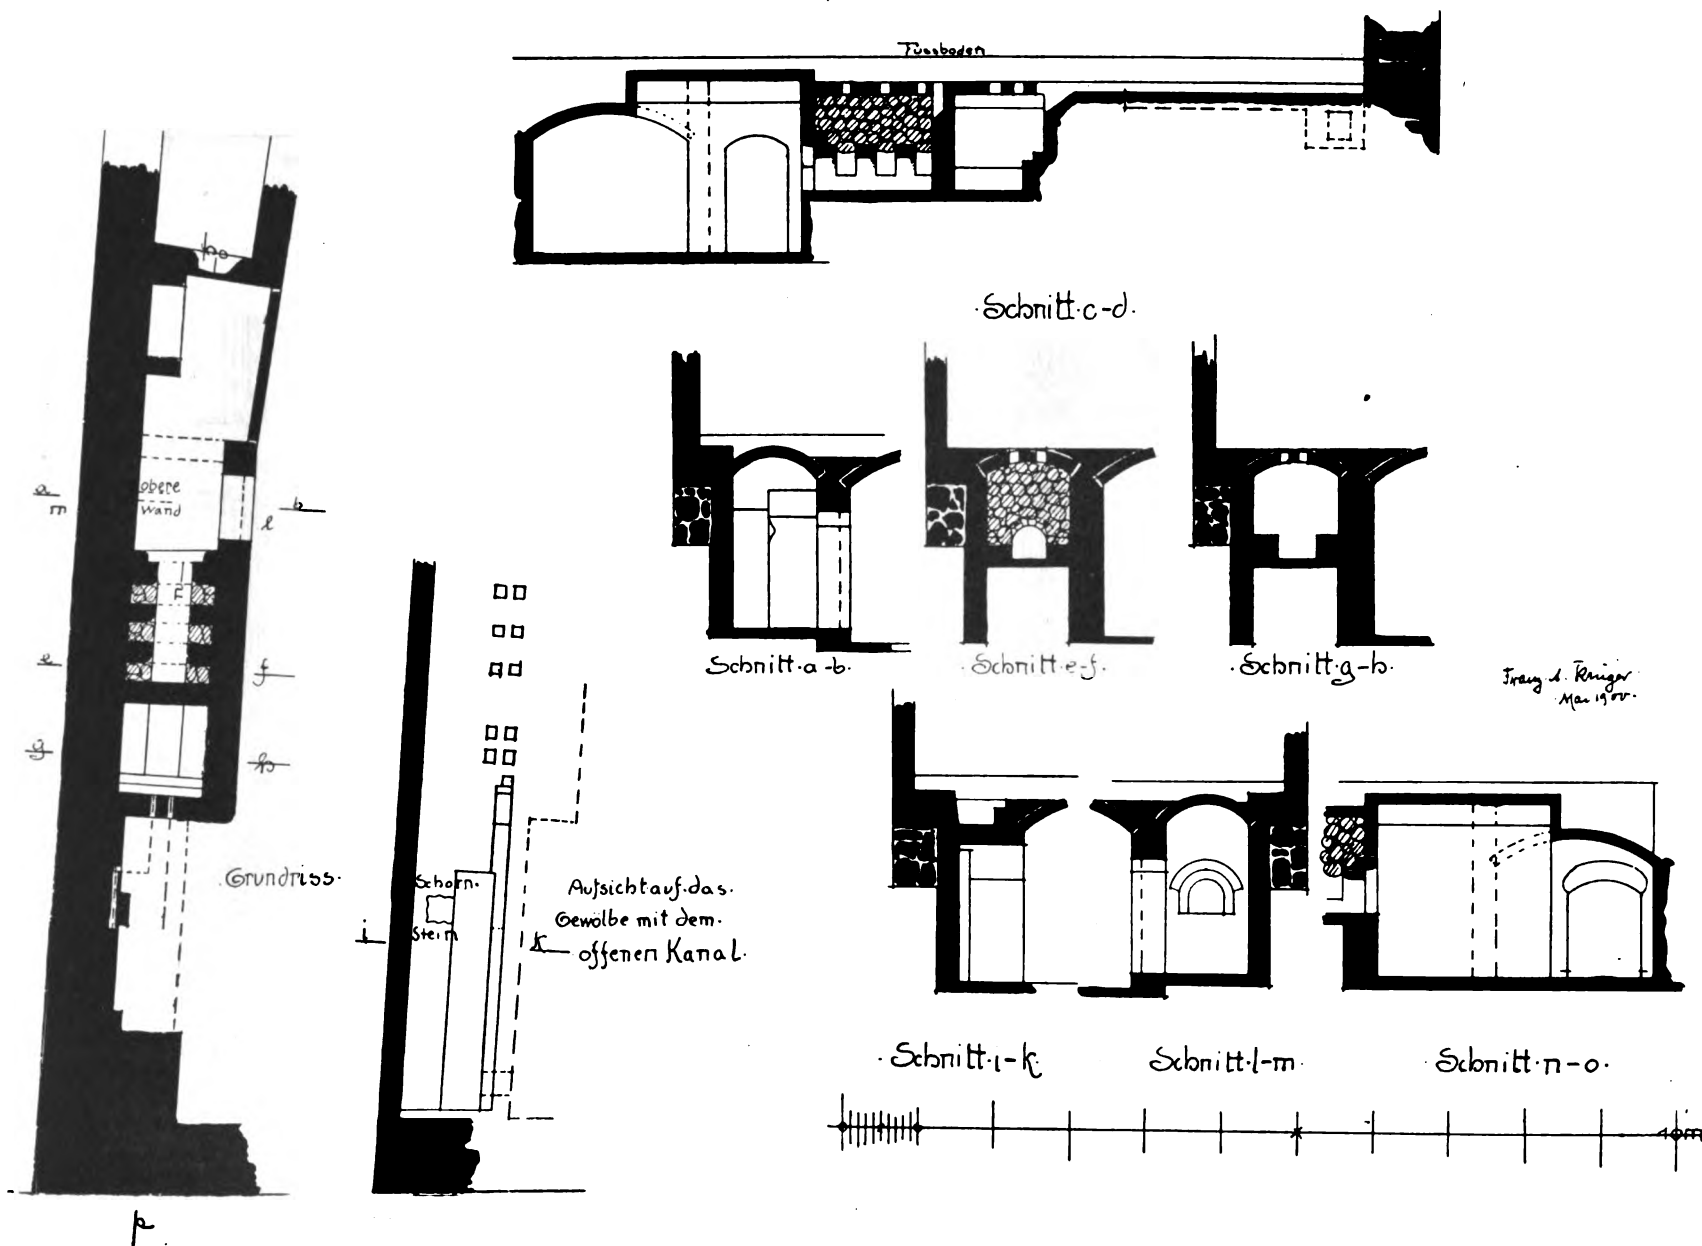 Fussboden
·Schnitt·c-d·
obere
Wand
a
b
l
e
f
g
h
·Schnitt·a-b·
·Schnitt·e-f·
·Schnitt·g-h·
Franz A. Krüger
Mai 1900·
·Grundriss·
Schorn·
stein
i
k
Aufsicht auf·das·
Gewölbe mit dem·
offenen Kanal·
·Schnitt·i-k·
Schnitt·l-m·
·Schnitt·n-o·
10 m
p